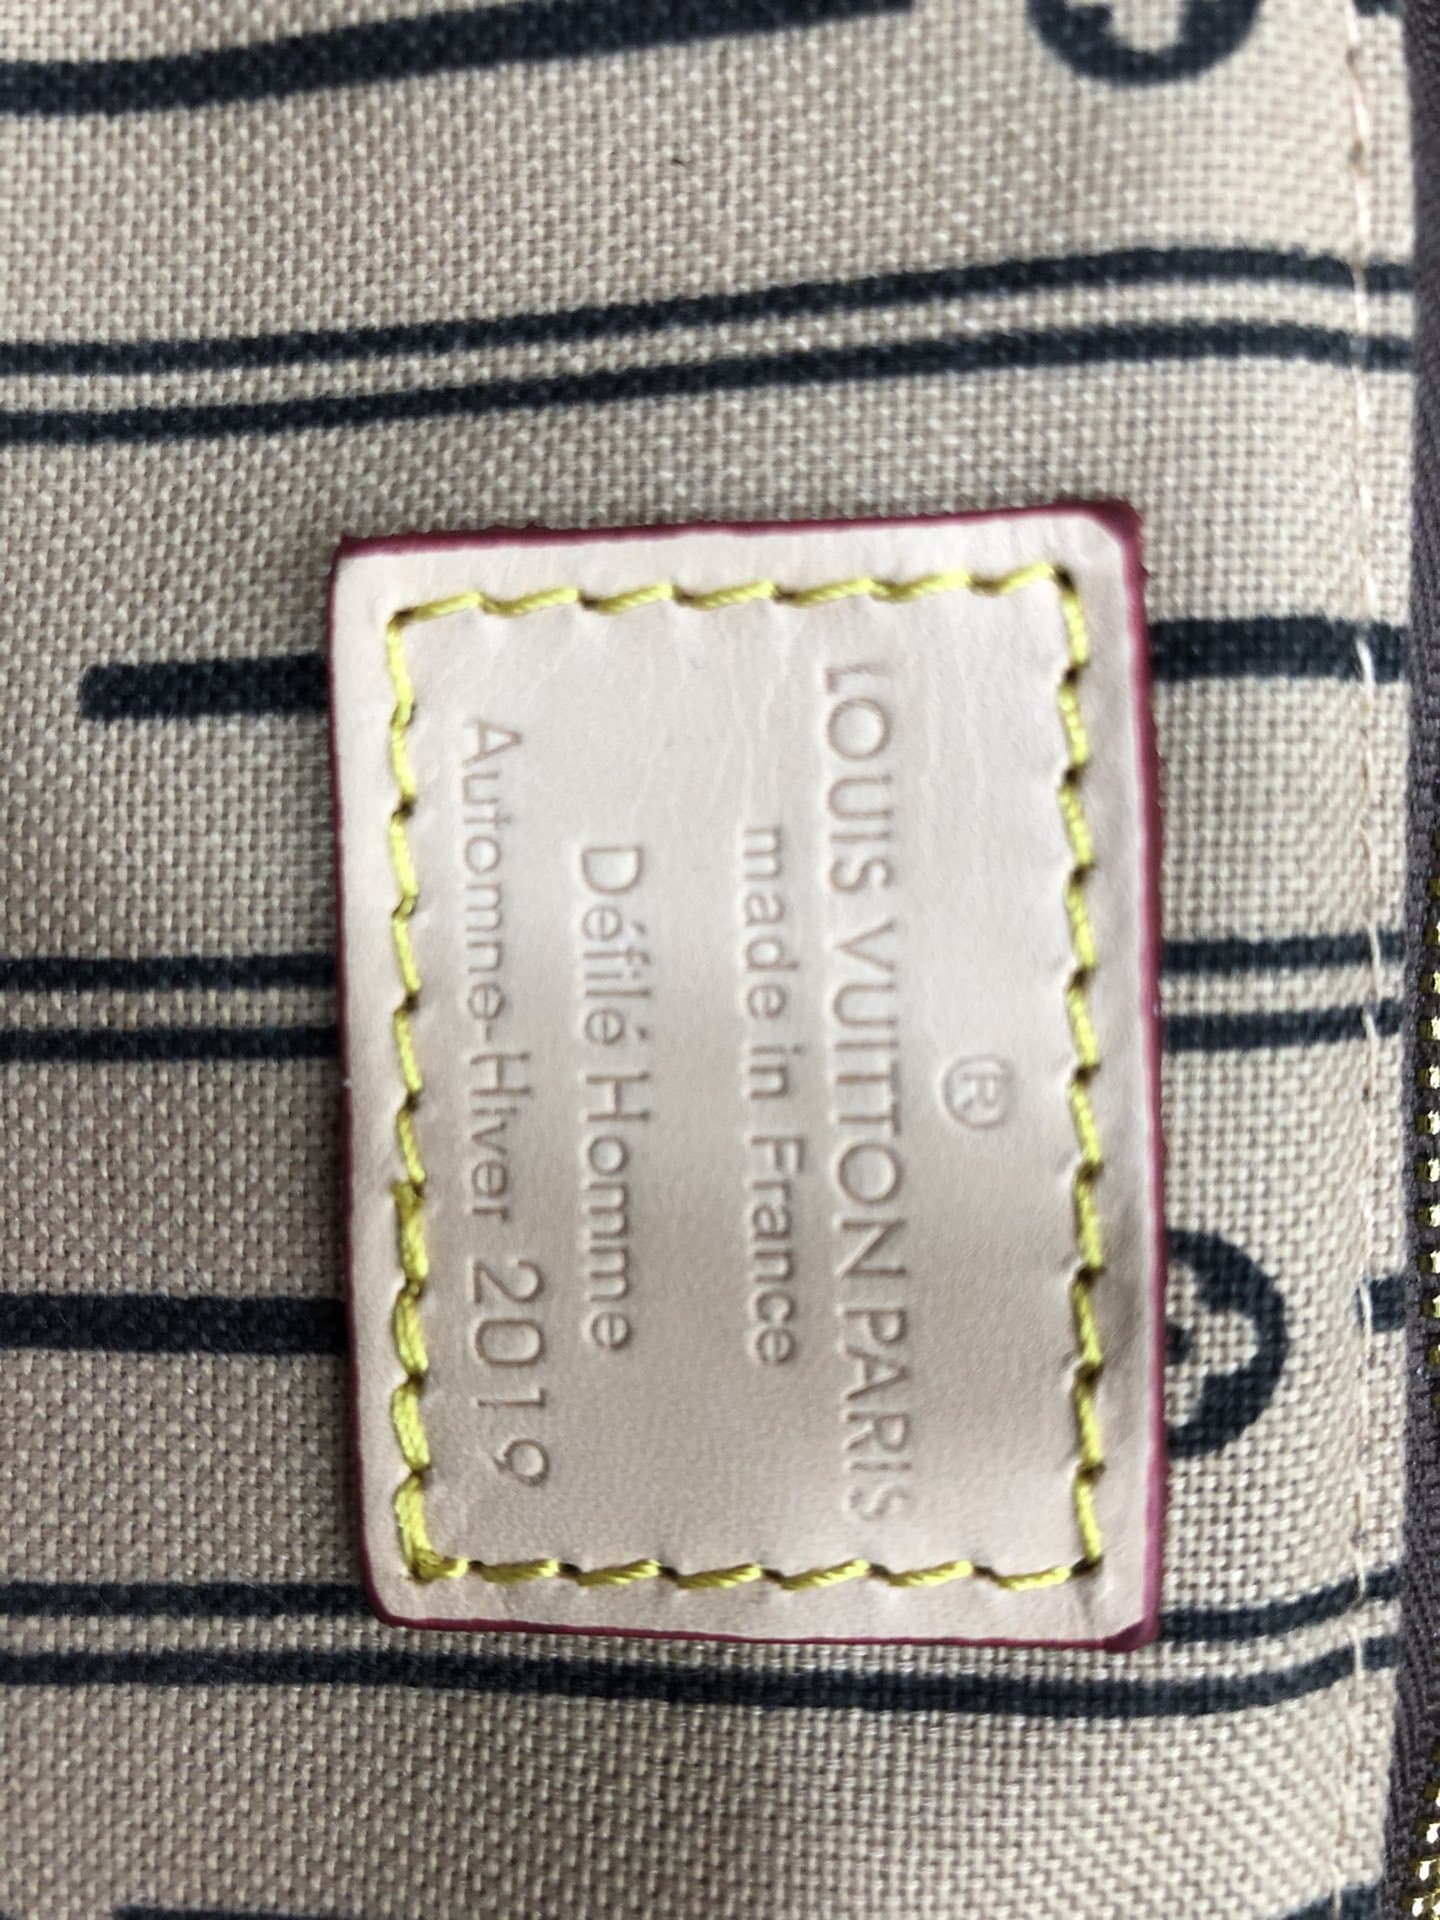 ®
LOUIS VUITTON PARIS
made in France
Défilé Homme
Automne-Hiver 2019